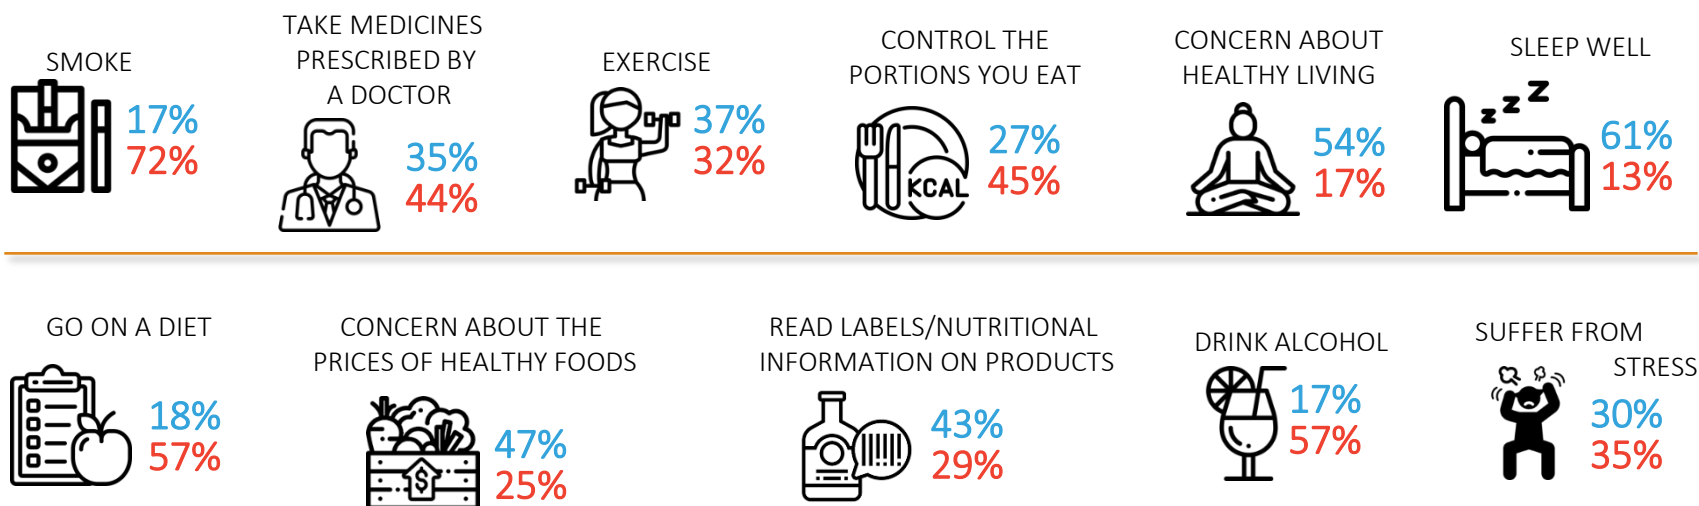 SMOKE
17%
72%
TAKE MEDICINES
PRESCRIBED BY
A DOCTOR
35%
44%
EXERCISE
37%
32%
CONTROL THE
PORTIONS YOU EAT
KCAL
27%
45%
CONCERN ABOUT
HEALTHY LIVING
54%
17%
SLEEP WELL
z z z
61%
13%
GO ON A DIET
18%
57%
CONCERN ABOUT THE
PRICES OF HEALTHY FOODS
$
47%
25%
READ LABELS/NUTRITIONAL
INFORMATION ON PRODUCTS
43%
29%
DRINK ALCOHOL
17%
57%
SUFFER FROM
STRESS
30%
35%